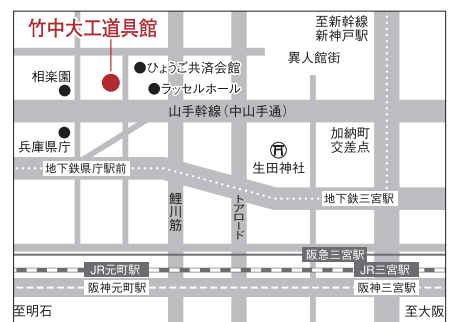 竹中大工道具館
至新幹線
新神戸駅
異人館街
相楽園
ひょうご共済会館
ラッセルホール
山手幹線(中山手通)
兵庫県庁
加納町
交差点
生田神社
地下鉄県庁駅前
地下鉄三宮駅
鯉川筋
トアロード
阪急三宮駅
JR元町駅
JR三宮駅
阪神元町駅
阪神三宮駅
至明石
至大阪